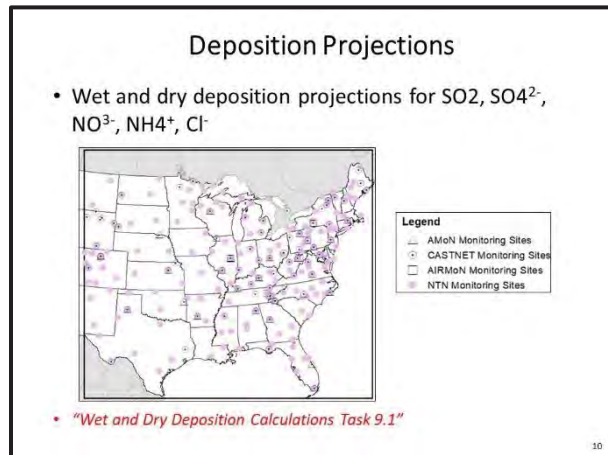 Deposition Projections
• Wet and dry deposition projections for SO2, SO4²⁻,
NO³⁻, NH4⁺, Cl⁻
Legend
AMoN Monitoring Sites
CASTNET Monitoring Sites
AIRMoN Monitoring Sites
NTN Monitoring Sites
• "Wet and Dry Deposition Calculations Task 9.1"
10